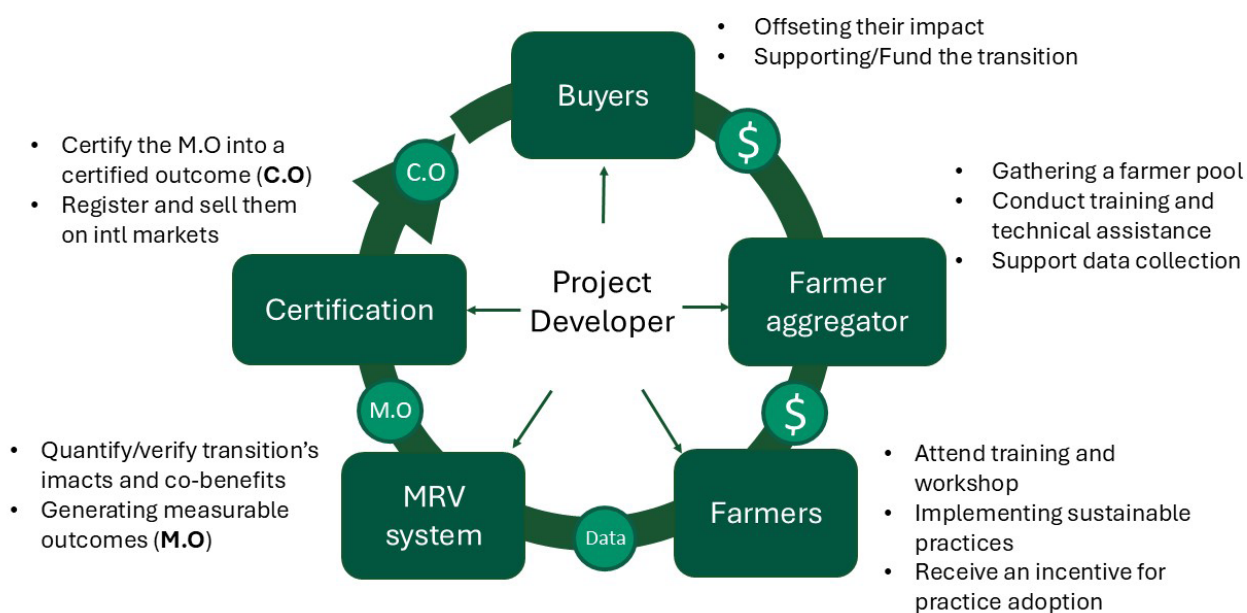 • Offseting their impact
• Supporting/Fund the transition
Buyers
$
• Gathering a farmer pool
• Conduct training and
technical assistance
• Support data collection
Farmer
aggregator
$
• Attend training and
workshop
• Implementing sustainable
practices
• Receive an incentive for
practice adoption
Farmers
Data
MRV
system
• Quantify/verify transition's
imacts and co-benefits
• Generating measurable
outcomes (M.O)
M.O
Certification
• Certify the M.O into a
certified outcome (C.O)
• Register and sell them
on intl markets
C.O
Project
Developer